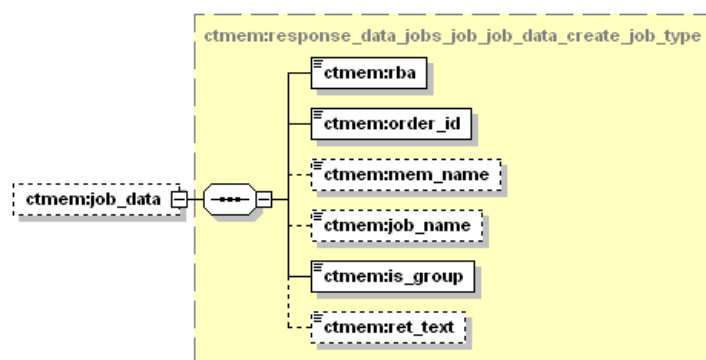 ctmem:response_data_jobs_job_job_data_create_job_type
ctmem:rba
ctmem:order_id
ctmem:mem_name
ctmem:job_data
ctmem:job_name
ctmem:is_group
ctmem:ret_text